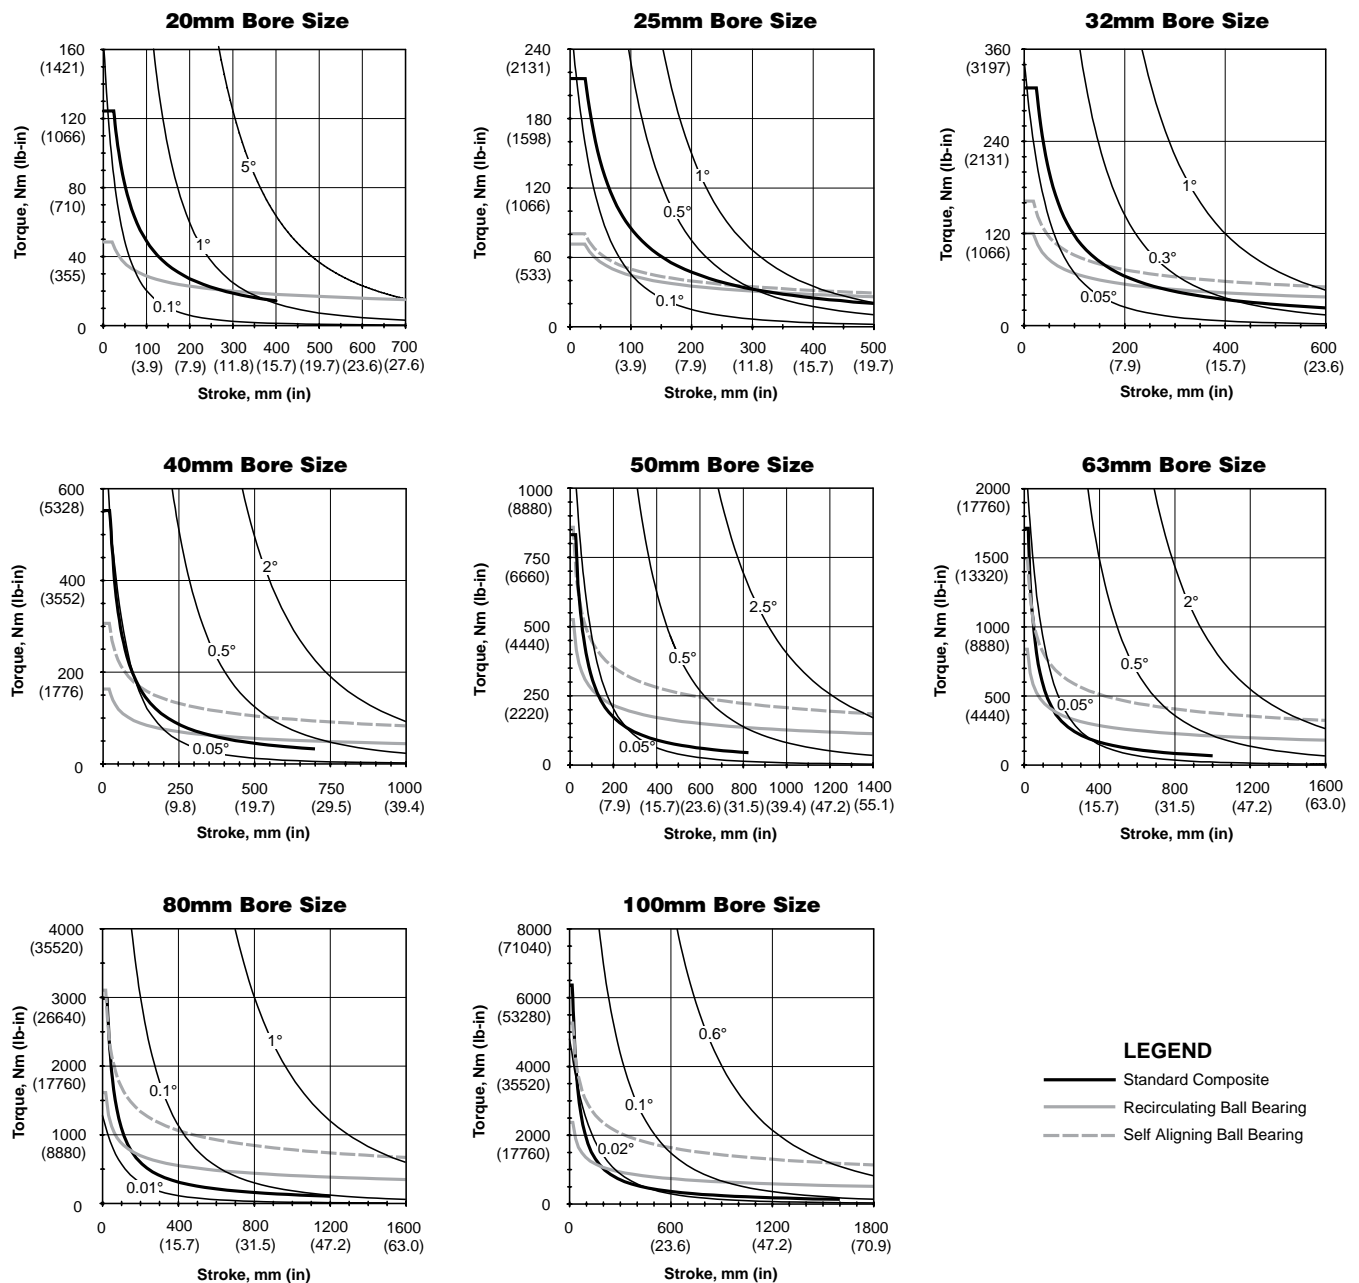 20mm Bore Size
160
(1421)
120
(1066)
80
(710)
40
(355)
0
Torque, Nm (lb-in)
5°
1°
0.1°
0 100 200 300 400 500 600 700
(3.9) (7.9) (11.8) (15.7) (19.7) (23.6) (27.6)
Stroke, mm (in)
25mm Bore Size
240
(2131)
180
(1598)
120
(1066)
60
(533)
0
Torque, Nm (lb-in)
1°
0.5°
0.1°
0 100 200 300 400 500
(3.9) (7.9) (11.8) (15.7) (19.7)
Stroke, mm (in)
32mm Bore Size
360
(3197)
240
(2131)
120
(1066)
0
Torque, Nm (lb-in)
1°
0.3°
0.05°
0 200 400 600
(7.9) (15.7) (23.6)
Stroke, mm (in)
40mm Bore Size
600
(5328)
400
(3552)
200
(1776)
0
Torque, Nm (lb-in)
2°
0.5°
0.05°
0 250 500 750 1000
(9.8) (19.7) (29.5) (39.4)
Stroke, mm (in)
50mm Bore Size
1000
(8880)
750
(6660)
500
(4440)
250
(2220)
0
Torque, Nm (lb-in)
2.5°
0.5°
0.05°
0 200 400 600 800 1000 1200 1400
(7.9) (15.7) (23.6) (31.5) (39.4) (47.2) (55.1)
Stroke, mm (in)
63mm Bore Size
2000
(17760)
1500
(13320)
1000
(8880)
500
(4440)
0
Torque, Nm (lb-in)
2°
0.5°
0.05°
0 400 800 1200 1600
(15.7) (31.5) (47.2) (63.0)
Stroke, mm (in)
80mm Bore Size
4000
(35520)
3000
(26640)
2000
(17760)
1000
(8880)
0
Torque, Nm (lb-in)
1°
0.1°
0.01°
0 400 800 1200 1600
(15.7) (31.5) (47.2) (63.0)
Stroke, mm (in)
100mm Bore Size
8000
(71040)
6000
(53280)
4000
(35520)
2000
(17760)
0
Torque, Nm (lb-in)
0.6°
0.1°
0.02°
0 600 1200 1800
(23.6) (47.2) (70.9)
Stroke, mm (in)
LEGEND
Standard Composite
Recirculating Ball Bearing
Self Aligning Ball Bearing